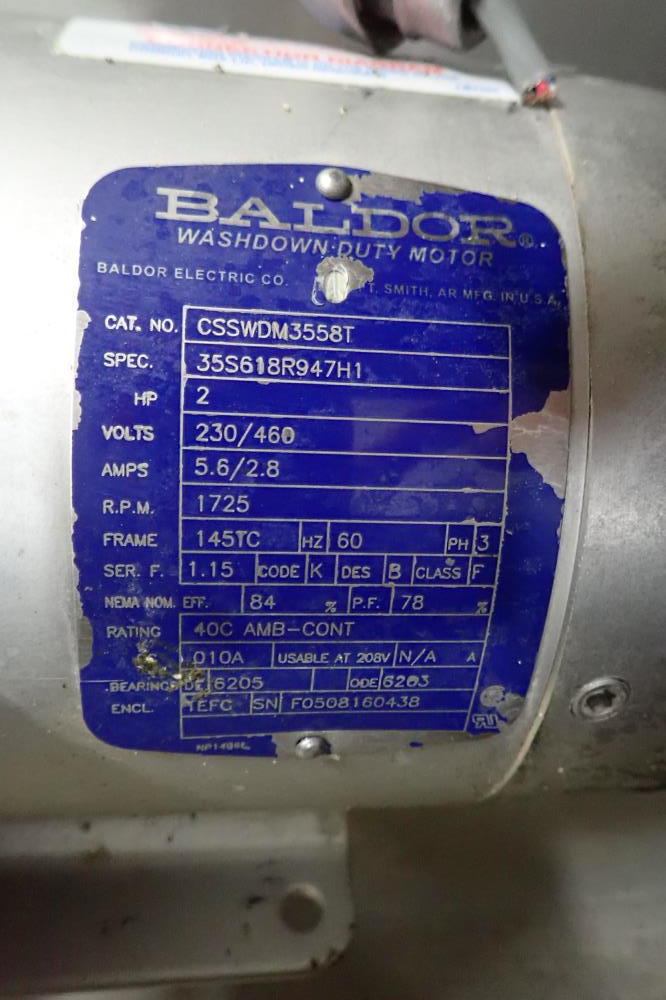 BALDOR®
WASHDOWN DUTY MOTOR
BALDOR ELECTRIC CO. T. SMITH, AR MFG. IN U.S.A.
CAT. NO. CSSWDM3558T
SPEC. 35S618R947H1
HP 2
VOLTS 230/460
AMPS 5.6/2.8
R.P.M. 1725
FRAME 145TC HZ 60 PH 3
SER. F. 1.15 CODE K DES B CLASS F
NEMA NOM. EFF. 84 % P.F. 78 %
RATING 40C AMB-CONT
010A USABLE AT 208V N/A A
BEARINGS DE 6205 ODE 6203
ENCL. TEFC SN F0508160438